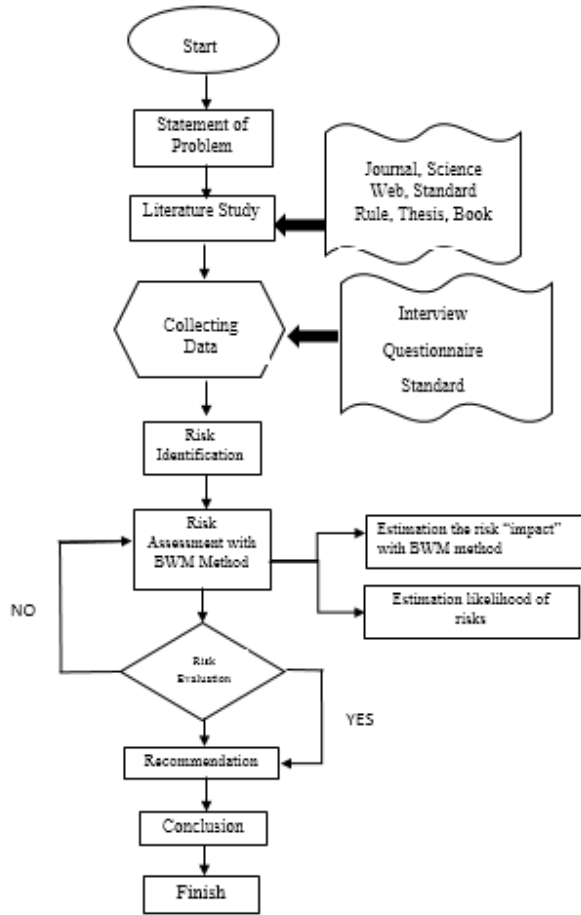 Start
Statement of
Problem
Journal, Science
Web, Standard
Rule, Thesis, Book
Literature Study
Collecting
Data
Interview
Questionnaire
Standard
Risk
Identification
Risk
Assessment with
BWM Method
Estimation the risk “impact”
with BWM method
Estimation likelihood of
risks
NO
Risk
Evaluation
YES
Recommendation
Conclusion
Finish